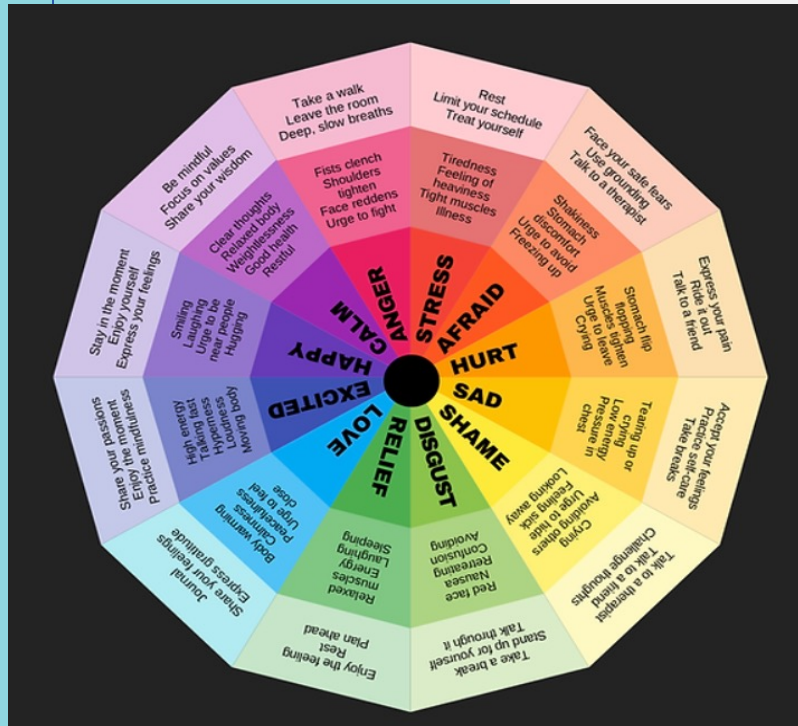 STRESS
Tiredness
Feeling of
heaviness
Tight muscles
Illness
Rest
Limit your schedule
Treat yourself
AFRAID
Shakiness
Stomach
discomfort
Urge to avoid
Freezing up
Face your safe fears
Use grounding
Talk to a therapist
HURT
Stomach flip
flopping
Muscles tighten
Urge to leave
Crying
Express your pain
Ride it out
Talk to a friend
SAD
Tearing up or
crying
Low energy
Pressure in
chest
Accept your feelings
Practice self-care
Take breaks
SHAME
Crying
Avoiding others
Urge to hide
Feeling sick
Looking away
Talk to a therapist
Talk to a friend
Challenge thoughts
DISGUST
Red face
Nausea
Retreating
Confusion
Avoiding
Take a break
Stand up for yourself
Talk through it
RELIEF
Relaxed
muscles
Energy
Laughing
Sleeping
Enjoy the feeling
Rest
Plan ahead
LOVE
Body warming
Calmness
Peacefulness
Urge to feel
close
Journal
Share your feelings
Express gratitude
EXCITED
High energy
Talking fast
Hyperness
Loudness
Moving body
Share your passions
Enjoy the moment
Practice mindfulness
HAPPY
Smiling
Laughing
Urge to be
near people
Hugging
Stay in the moment
Enjoy yourself
Express your feelings
CALM
Clear thoughts
Relaxed body
Weightlessness
Good health
Restful
Be mindful
Focus on values
Share your wisdom
ANGER
Fists clench
Shoulders
tighten
Face reddens
Urge to fight
Take a walk
Leave the room
Deep, slow breaths